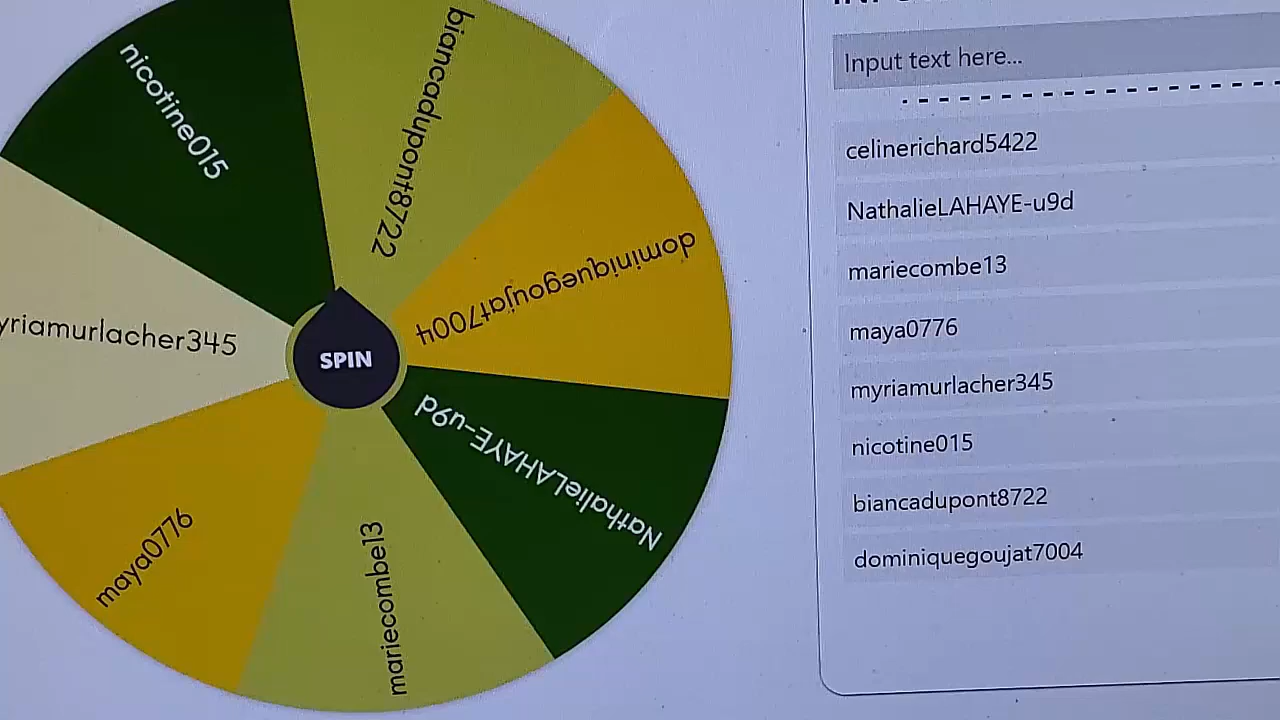 nicotine015
biancadupont8722
dominiquegoujat7004
yriamurlacher345
SPIN
NathalieLAHAYE-u9d
maya0776
mariecombe13
Input text here...
celinerichard5422
NathalieLAHAYE-u9d
mariecombe13
maya0776
myriamurlacher345
nicotine015
biancadupont8722
dominiquegoujat7004